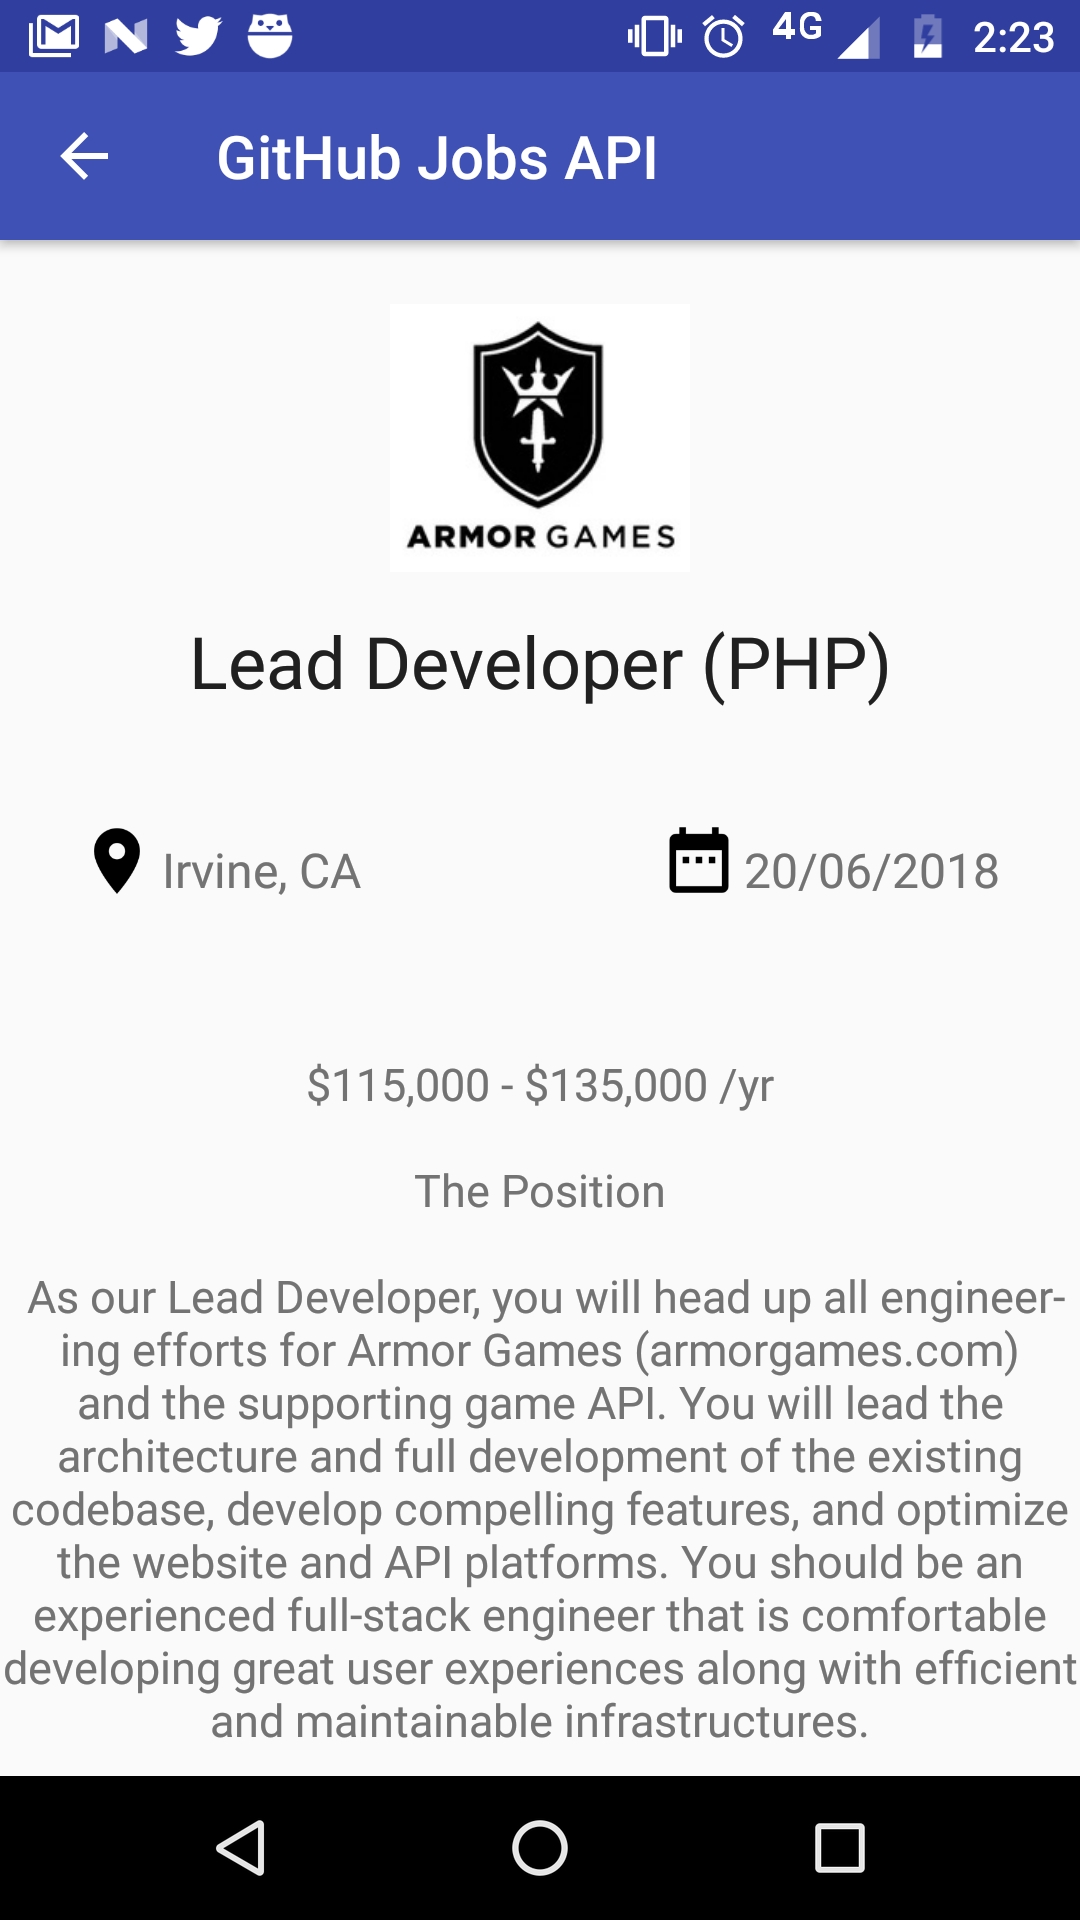 4G 2:23
GitHub Jobs API
ARMOR GAMES
Lead Developer (PHP)
Irvine, CA 20/06/2018
$115,000 - $135,000 /yr
The Position
As our Lead Developer, you will head up all engineer-
ing efforts for Armor Games (armorgames.com)
and the supporting game API. You will lead the
architecture and full development of the existing
codebase, develop compelling features, and optimize
the website and API platforms. You should be an
experienced full-stack engineer that is comfortable
developing great user experiences along with efficient
and maintainable infrastructures.